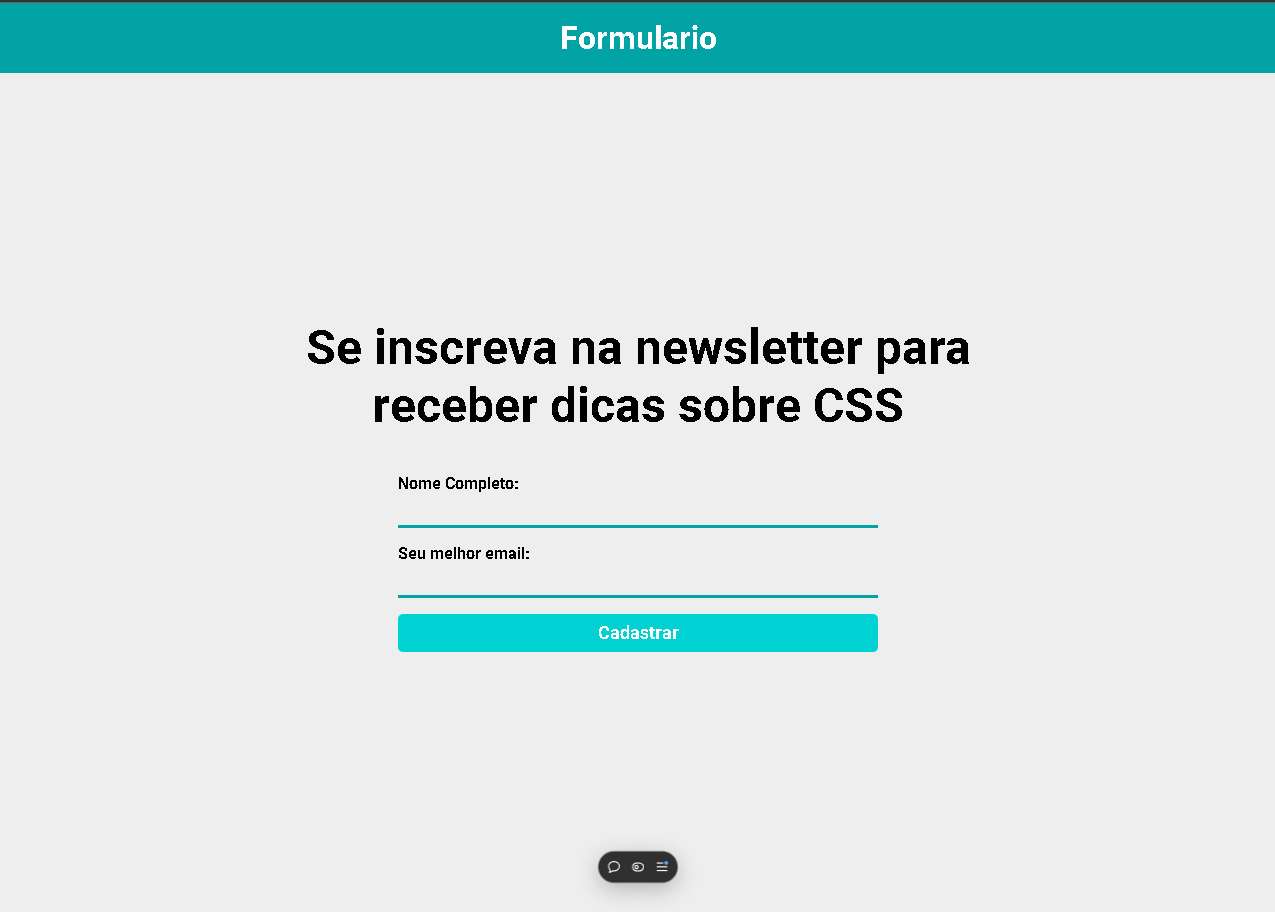 Formulario
Se inscreva na newsletter para
receber dicas sobre CSS
Nome Completo:
Seu melhor email:
Cadastrar